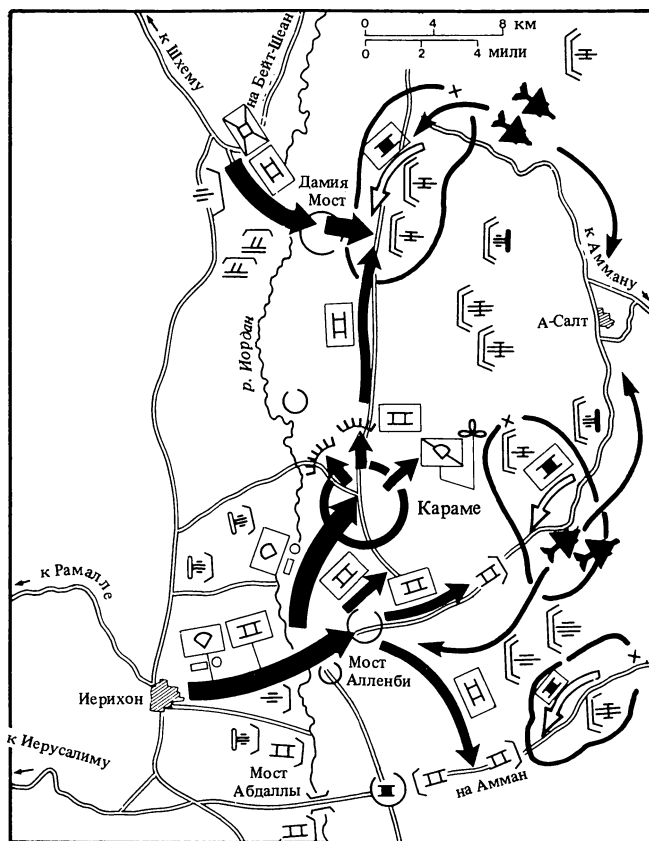 0 4 8 км
0 2 4 мили
к Шхему
на Бейт-Шеан
Дамия
Мост
к Амману
А-Салт
р. Иордан
Караме
к Рамалле
Мост
Алленби
Иерихон
к Иерусалиму
Мост
Абдаллы
на Амман